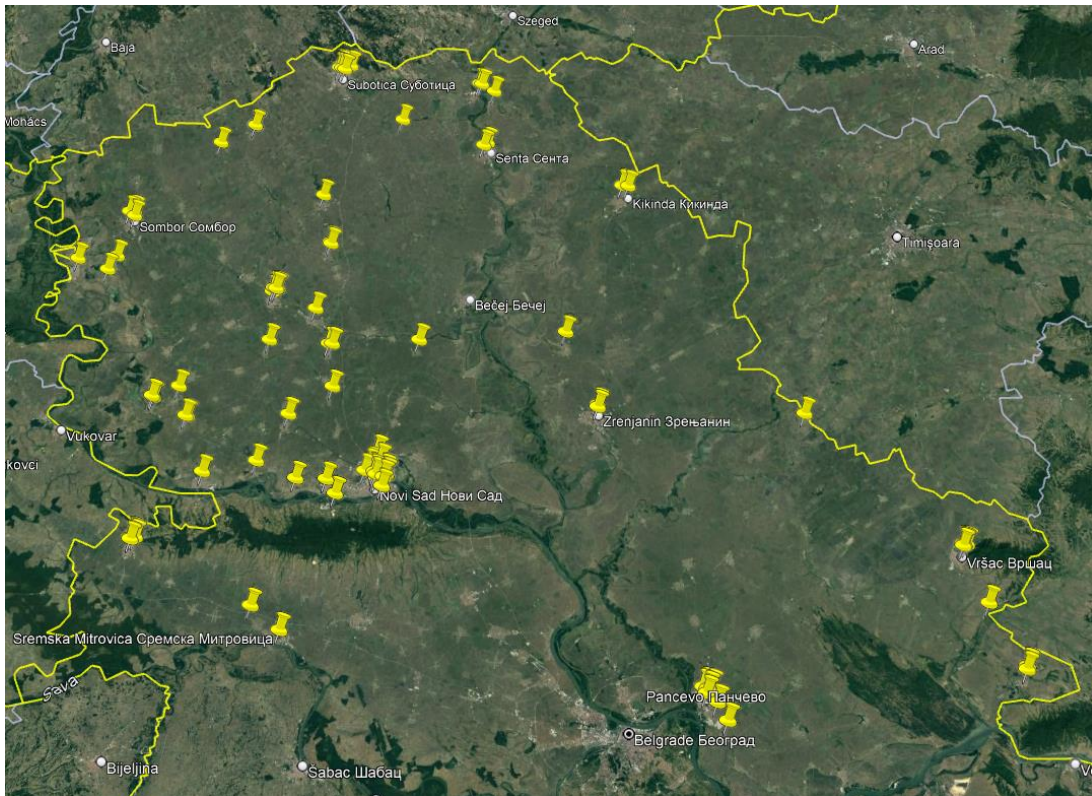 Szeged
Baja
Arad
Subotica Суботица
Mohács
Senta Сента
Kikinda Кикинда
Sombor Сомбор
Timişoara
Bečej Бечеј
Zrenjanin Зрењанин
Vukovar
kovci
Novi Sad Нови Сад
Vršac Вршац
Sremska Mitrovica Сремска Митровица
Sava
Pancevo Панчево
Belgrade Београд
Bijeljina
Šabac Шабац